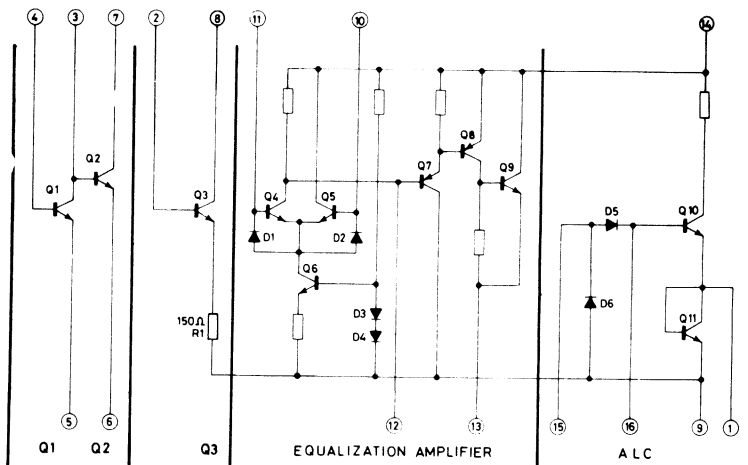 4 3 7 2 8 11 10 14
Q8
Q2
Q7
Q9
Q1
Q3
Q4 Q5
D5
Q10
D1 D2
Q6
D3
D6
Q11
150Ω
R1
D4
5 6 12 13 15 16 9 1
Q1 Q2 Q3 EQUALIZATION AMPLIFIER ALC